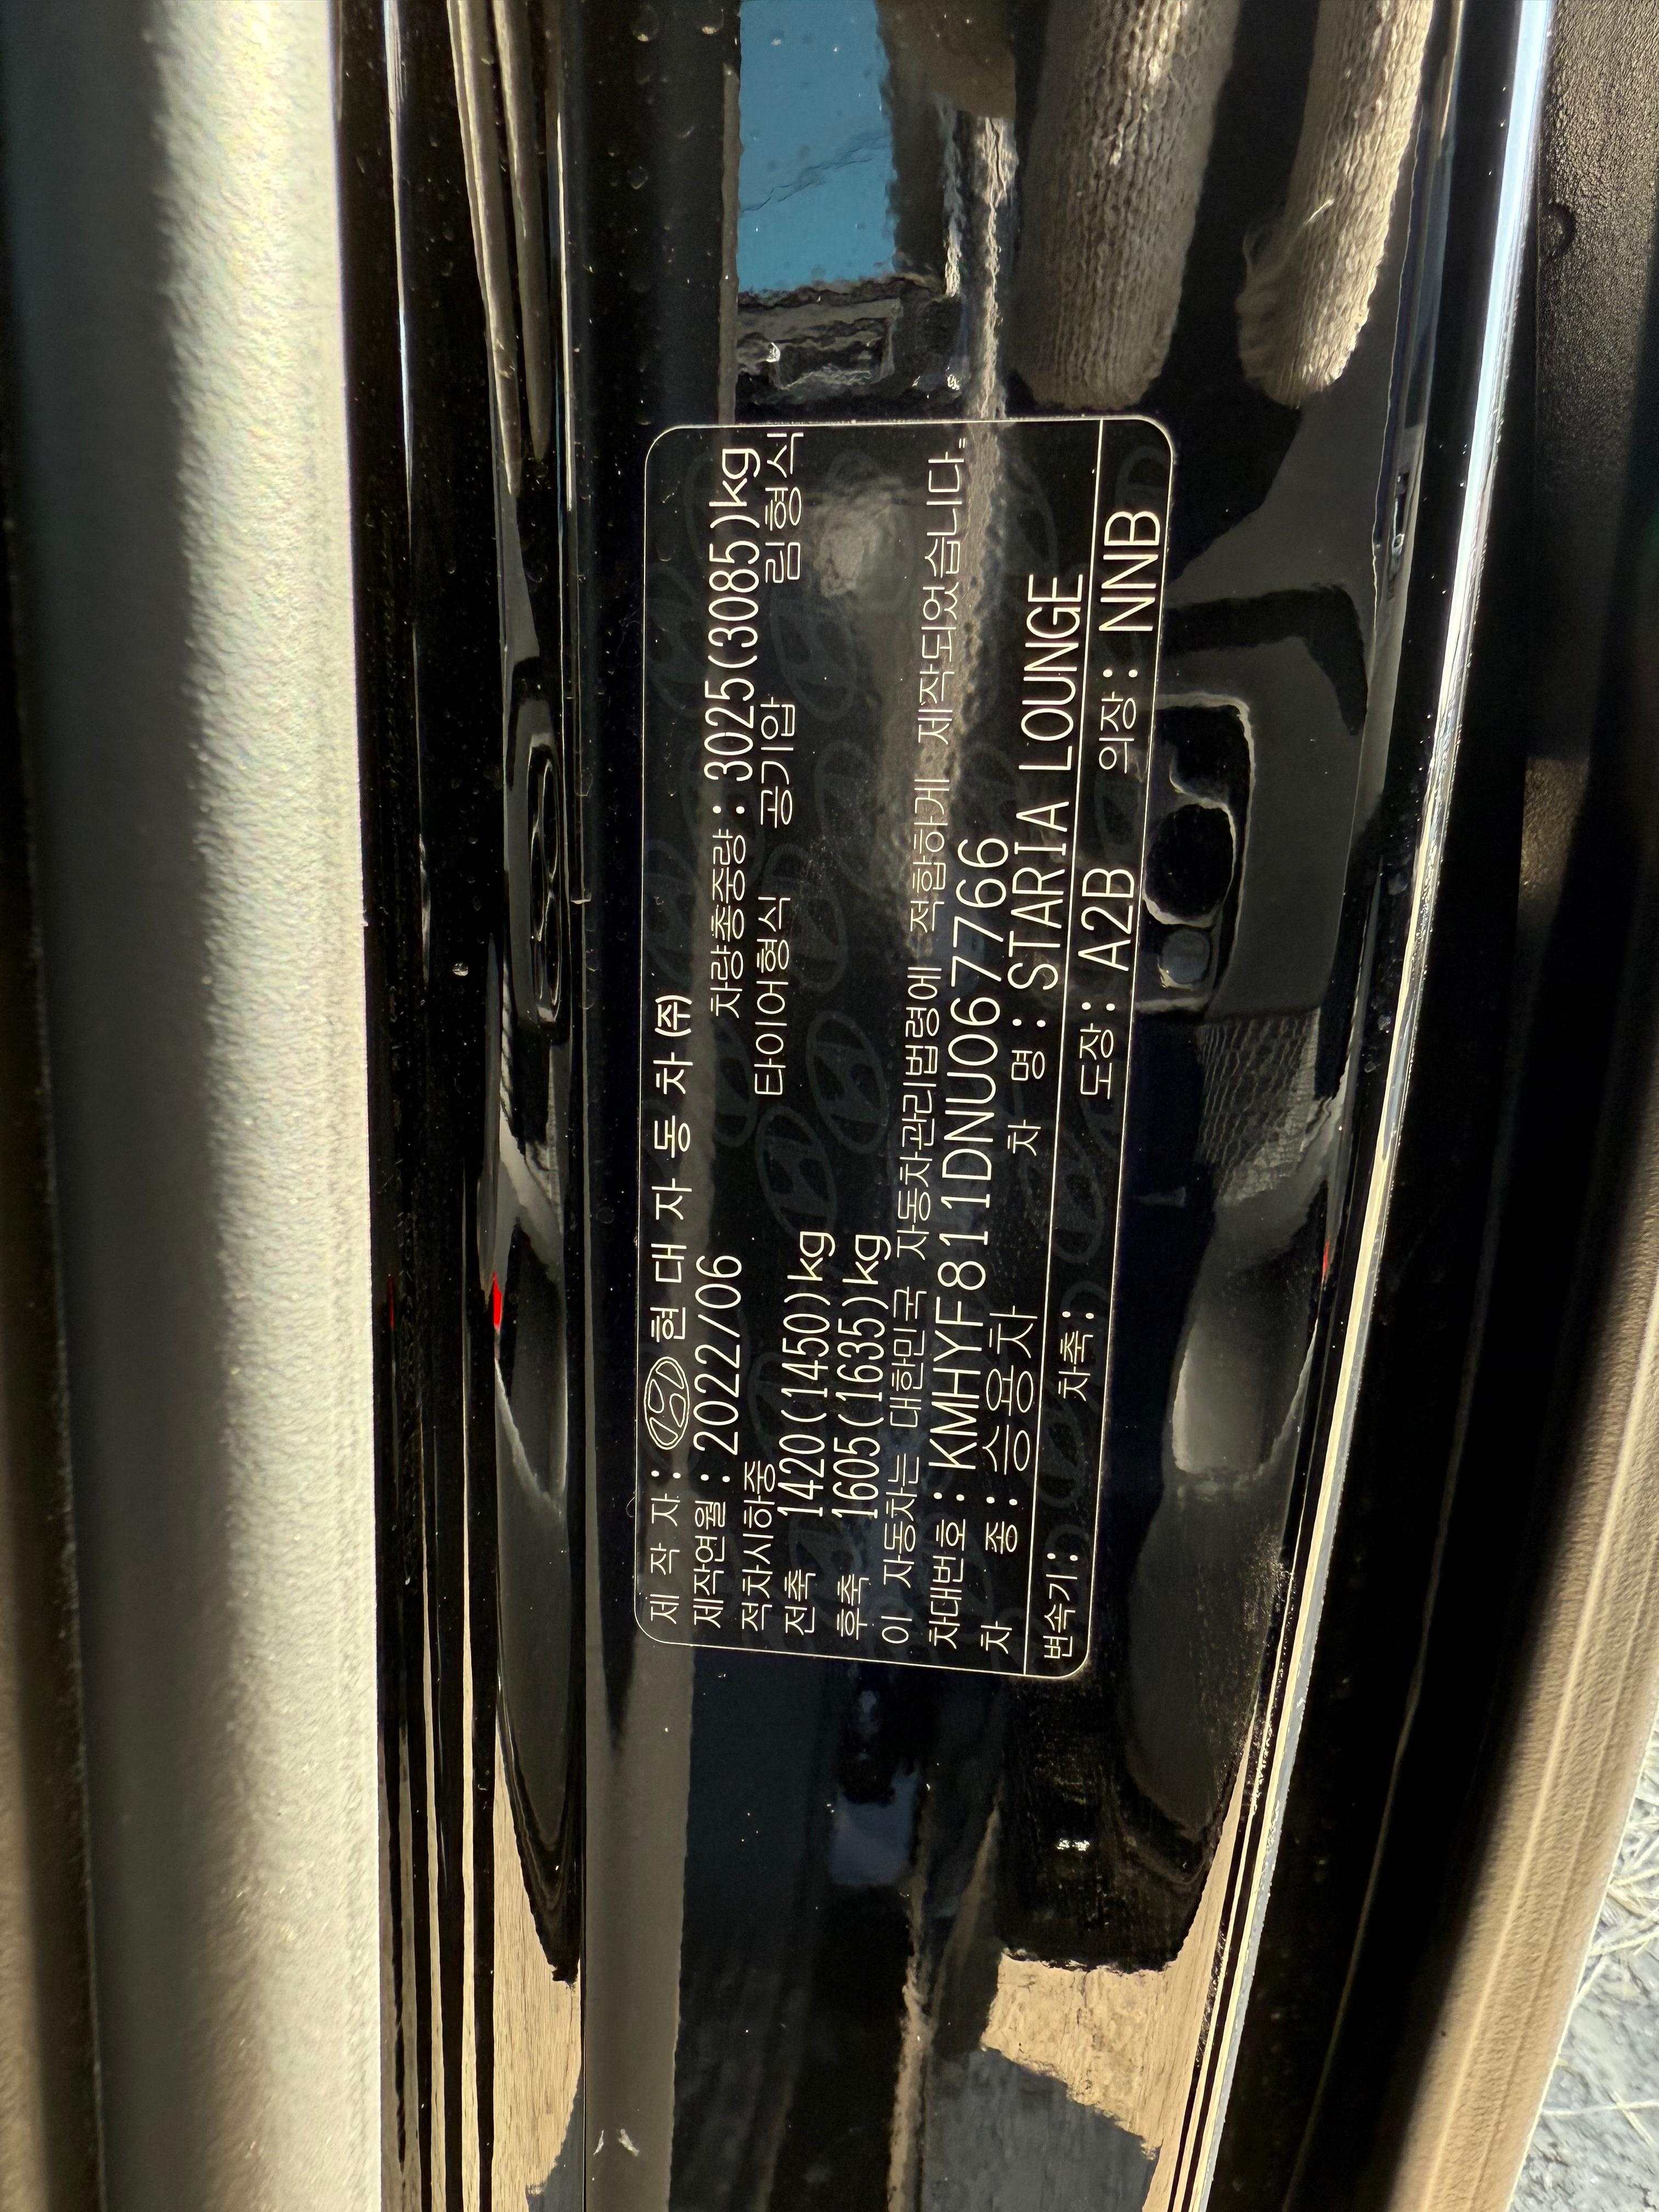 제 작 자 : 현 대 자 동 차 (주)
제작연월 : 2022/06 차량총중량 : 3025(3085)kg
적차시하중 타이어형식 공기압 림형식
전축 1420(1450)kg
후축 1605(1635)kg
이 자동차는 대한민국 자동차관리법령에 적합하게 제작되었습니다.
차대번호 : KMHYF811DNU067766
차 종 : 승용차 차 명 : STARIA LOUNGE
변속기 : 차축 : 도장 : A2B 의장 : NNB